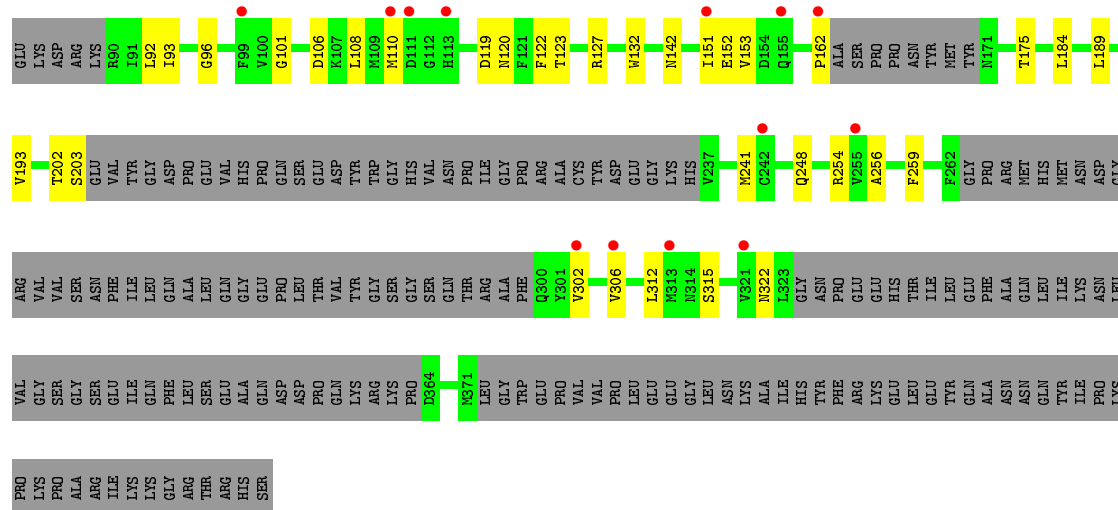 GLU LYS ASP ARG LYS R90 I91 L92 I93 G96 F99 V100 G101 D106 K107 L108 M109 M110 D111 G112 H113 D119 N120 F121 F122 T123 R127 W132 N142 I151 E152 V153 D154 Q155 P162 ALA SER PRO PRO ASN TYR MET TYR N171 T175 L184 L189
V193 T202 S203 GLU VAL TYR GLY ASP PRO GLU VAL HIS PRO GLN SER GLU ASP TYR TRP GLY HIS VAL ASN PRO ILE GLY PRO ARG ALA CYS TYR ASP GLU GLY LYS HIS V237 M241 C242 Q248 R254 V255 A256 F259 F262 GLY PRO ARG MET HIS MET ASN ASP GLY
ARG VAL VAL SER ASN PHE ILE LEU GLN ALA LEU GLN GLY GLU PRO LEU THR VAL TYR GLY SER GLY SER GLN THR ARG ALA PHE Q300 Y301 V302 V306 L312 M313 N314 S315 V321 N322 L323 GLY ASN PRO GLU GLU HIS THR ILE LEU GLU PHE ALA GLN LEU ILE LYS ASN LEU
VAL GLY SER GLY SER GLU ILE GLN PHE LEU SER GLU ALA GLN ASP ASP PRO GLN LYS ARG LYS PRO D364 M371 LEU GLY TRP GLU PRO VAL VAL PRO LEU GLU GLU GLY LEU ASN LYS ALA ILE HIS TYR PHE ARG LYS GLU LEU GLU TYR GLN ALA ASN ASN GLN TYR ILE PRO LYS
PRO LYS PRO ALA ARG ILE LYS LYS GLY ARG THR ARG HIS SER